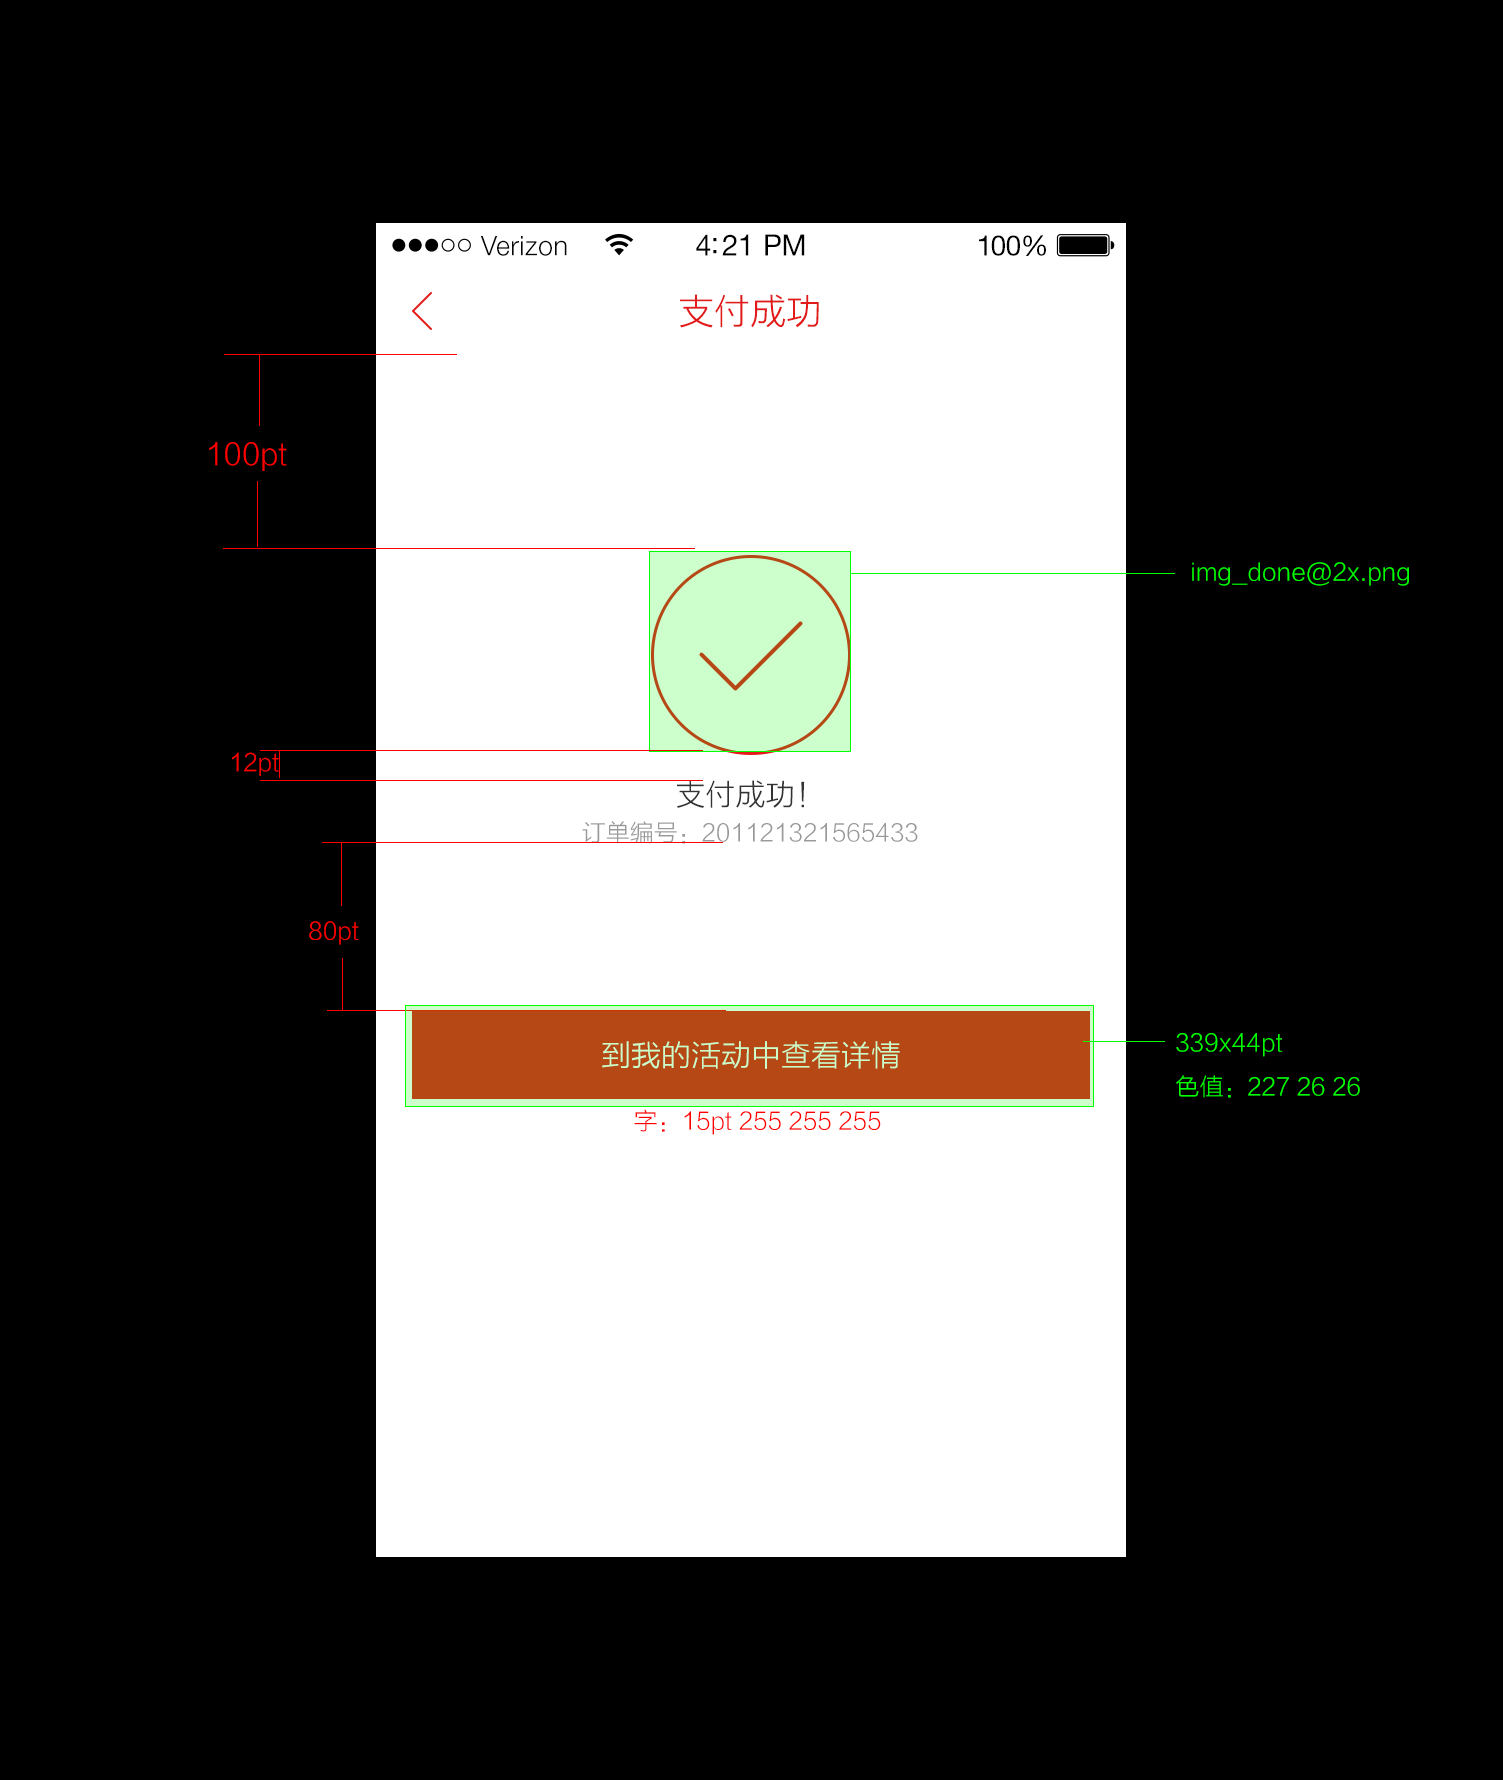 Verizon 4:21 PM 100%
支付成功
100pt
img_done@2x.png
12pt
支付成功！
订单编号：201121321565433
80pt
到我的活动中查看详情
339x44pt
色值：227 26 26
字：15pt 255 255 255